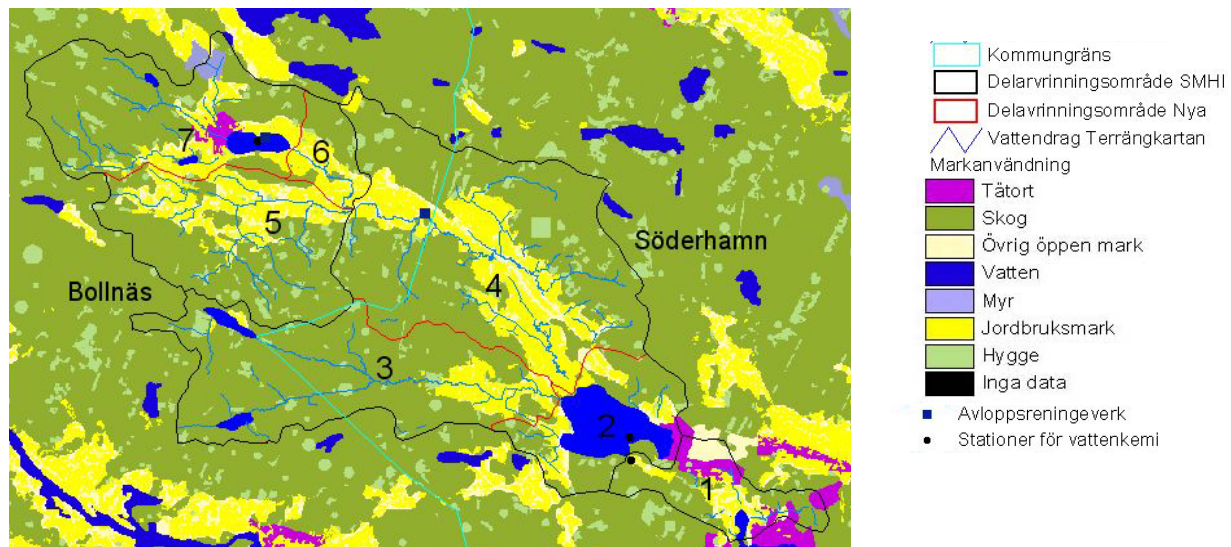 7
6
5
Söderhamn
Bollnäs
4
3
2
1
Kommungräns
Delarvrinningsområde SMHI
Delavrinningsområde Nya
Vattendrag Terrängkartan
Markanvändning
Tätort
Skog
Övrig öppen mark
Vatten
Myr
Jordbruksmark
Hygge
Inga data
Avloppsreningeverk
Stationer för vattenkemi